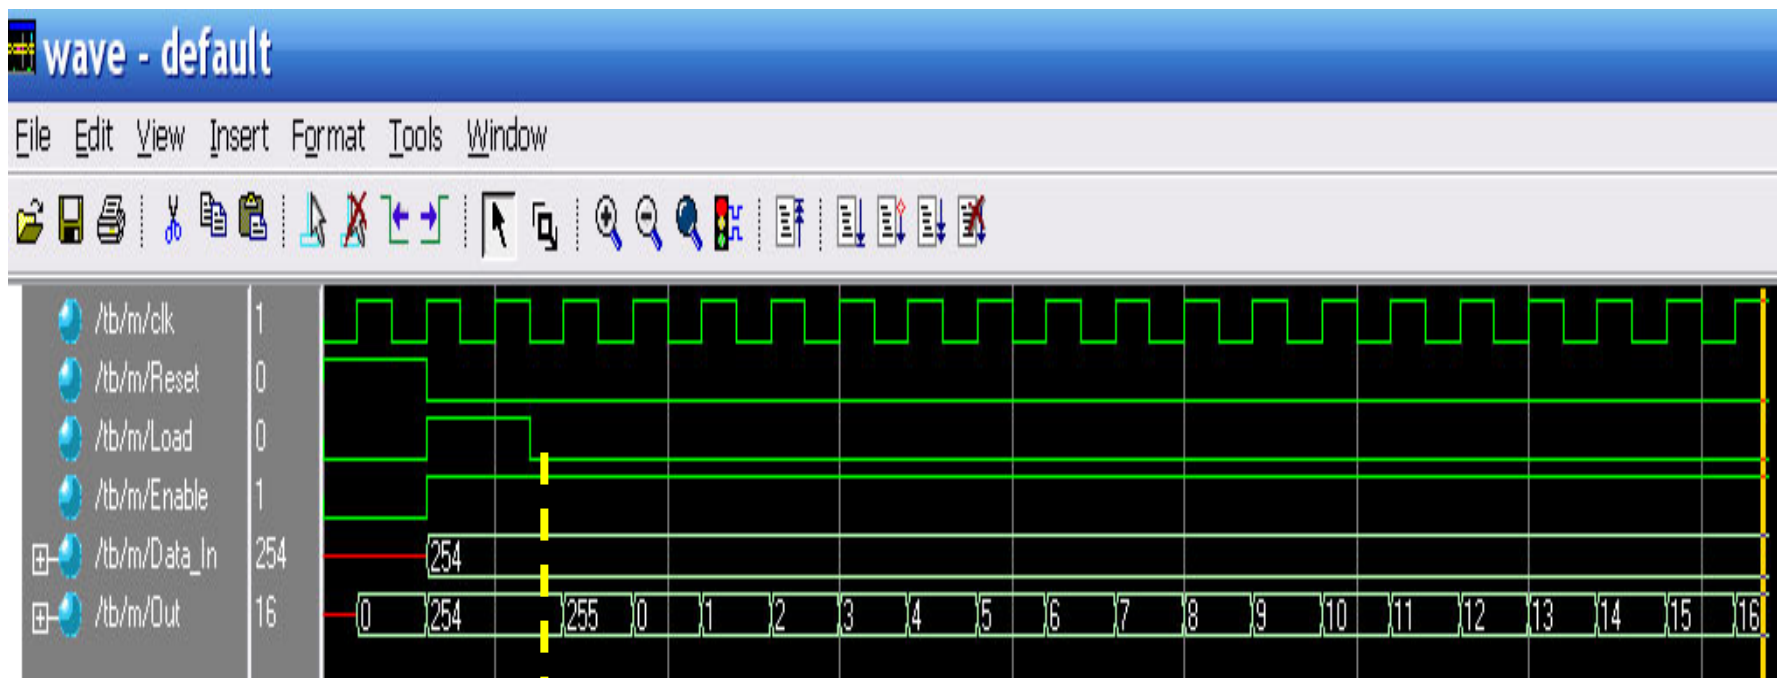 wave - default
File Edit View Insert Format Tools Window
/tb/m/clk 1
/tb/m/Reset 0
/tb/m/Load 0
/tb/m/Enable 1
/tb/m/Data_In 254 254
/tb/m/Out 16 0 254 255 0 1 2 3 4 5 6 7 8 9 10 11 12 13 14 15 16